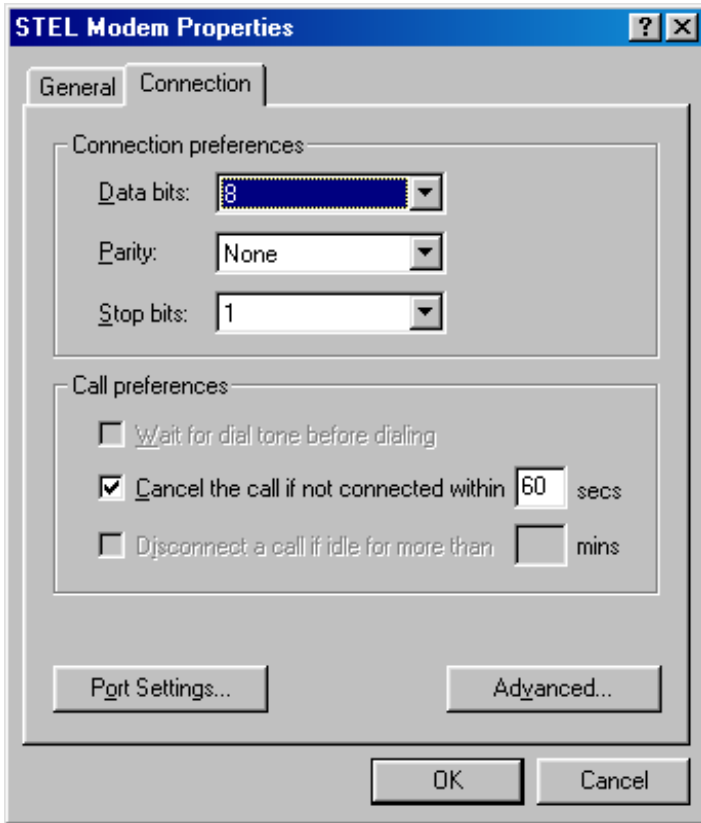 STEL Modem Properties
General Connection
Connection preferences
Data bits: 8
Parity: None
Stop bits: 1
Call preferences
Wait for dial tone before dialing
Cancel the call if not connected within 60 secs
Disconnect a call if idle for more than mins
Port Settings... Advanced...
OK Cancel